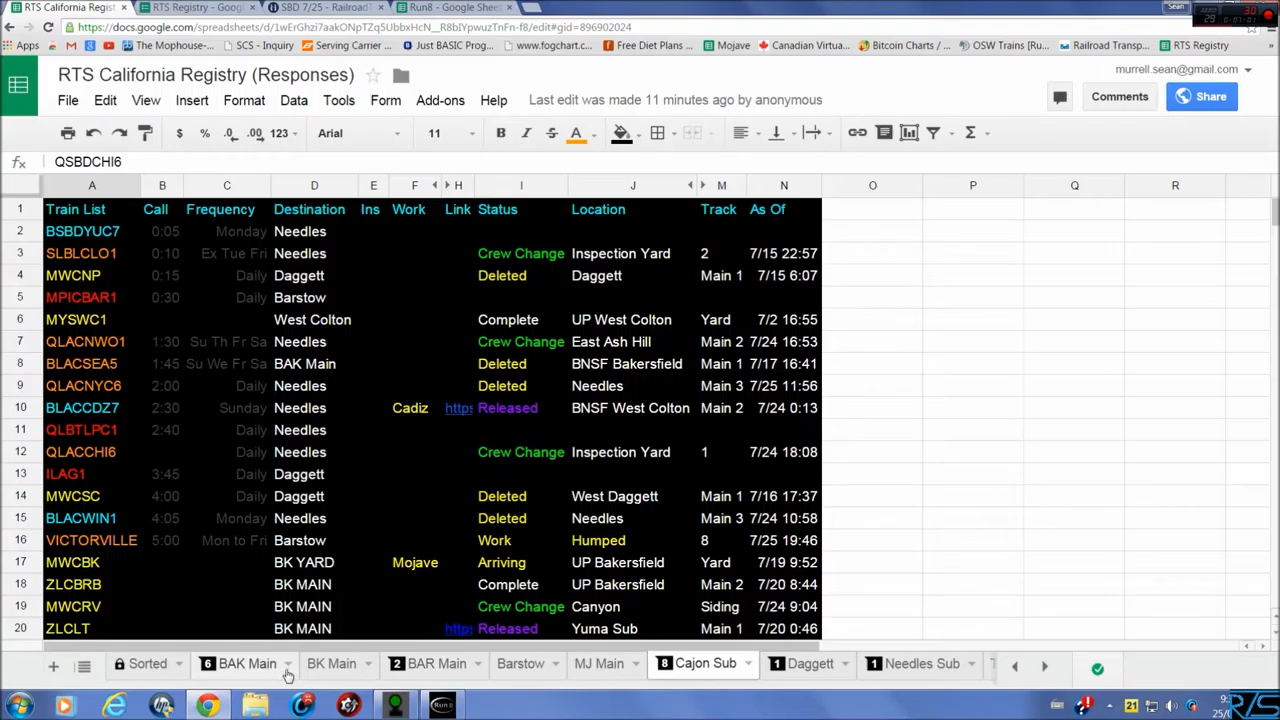 RTS California Regist
RTS Registry - Goog
SBD 7/25 - RailroadT
Run8 - Google Sheet
Sean
https://docs.google.com/spreadsheets/d/1wErGhzi7aakONpTZq5UbbxHcN__R8bIYpwuzTnhtr-f8/edit#gid=896902024
Apps
The Mophouse-...
SCS - Inquiry
Serving Carrier -...
Just BASIC Progr...
www.fogchart.c...
Free Diet Plans -...
Mojave
Canadian Virtua...
Bitcoin Charts / ...
OSW Trains [Ru...
Railroad Transp...
RTS Registry
RTS California Registry (Responses)
murrell.sean@gmail.com
File Edit View Insert Format Data Tools Form Add-ons Help Last edit was made 11 minutes ago by anonymous
Comments
Share
$ % .0 .00 123 Arial 11 B I S A Σ
fx QSBDCHI6
A B C D E F H I J M N O P Q R
1 Train List Call Frequency Destination Ins Work Link Status Location Track As Of
2 BSBDYUC7 0:05 Monday Needles
3 SLBLCLO1 0:10 Ex Tue Fri Needles Crew Change Inspection Yard 2 7/15 22:57
4 MWCNP 0:15 Daily Daggett Deleted Daggett Main 1 7/15 6:07
5 MPICBAR1 0:30 Daily Barstow
6 MYSWC1 West Colton Complete UP West Colton Yard 7/2 16:55
7 QLACNWO1 1:30 Su Th Fr Sa Needles Crew Change East Ash Hill Main 2 7/24 16:53
8 BLACSEA5 1:45 Su We Fr Sa BAK Main Deleted BNSF Bakersfield Main 1 7/17 16:41
9 QLACNYC6 2:00 Daily Needles Deleted Needles Main 3 7/25 11:56
10 BLACCDZ7 2:30 Sunday Needles Cadiz https Released BNSF West Colton Main 2 7/24 0:13
11 QLBTLPC1 2:40 Daily Needles
12 QLACCHI6 Daily Needles Crew Change Inspection Yard 1 7/24 18:08
13 ILAG1 3:45 Daily Daggett
14 MWCSC 4:00 Daily Daggett Deleted West Daggett Main 1 7/16 17:37
15 BLACWIN1 4:05 Monday Needles Deleted Needles Main 3 7/24 10:58
16 VICTORVILLE 5:00 Mon to Fri Barstow Work Humped 8 7/25 19:46
17 MWCBK BK YARD Mojave Arriving UP Bakersfield Yard 7/19 9:52
18 ZLCBRB BK MAIN Complete UP Bakersfield Main 2 7/20 8:44
19 MWCRV BK MAIN Crew Change Canyon Siding 7/24 9:04
20 ZLCLT BK MAIN https Released Yuma Sub Main 1 7/20 0:46
+ Sorted 6 BAK Main BK Main 2 BAR Main Barstow MJ Main 8 Cajon Sub 1 Daggett 1 Needles Sub
21
RTS